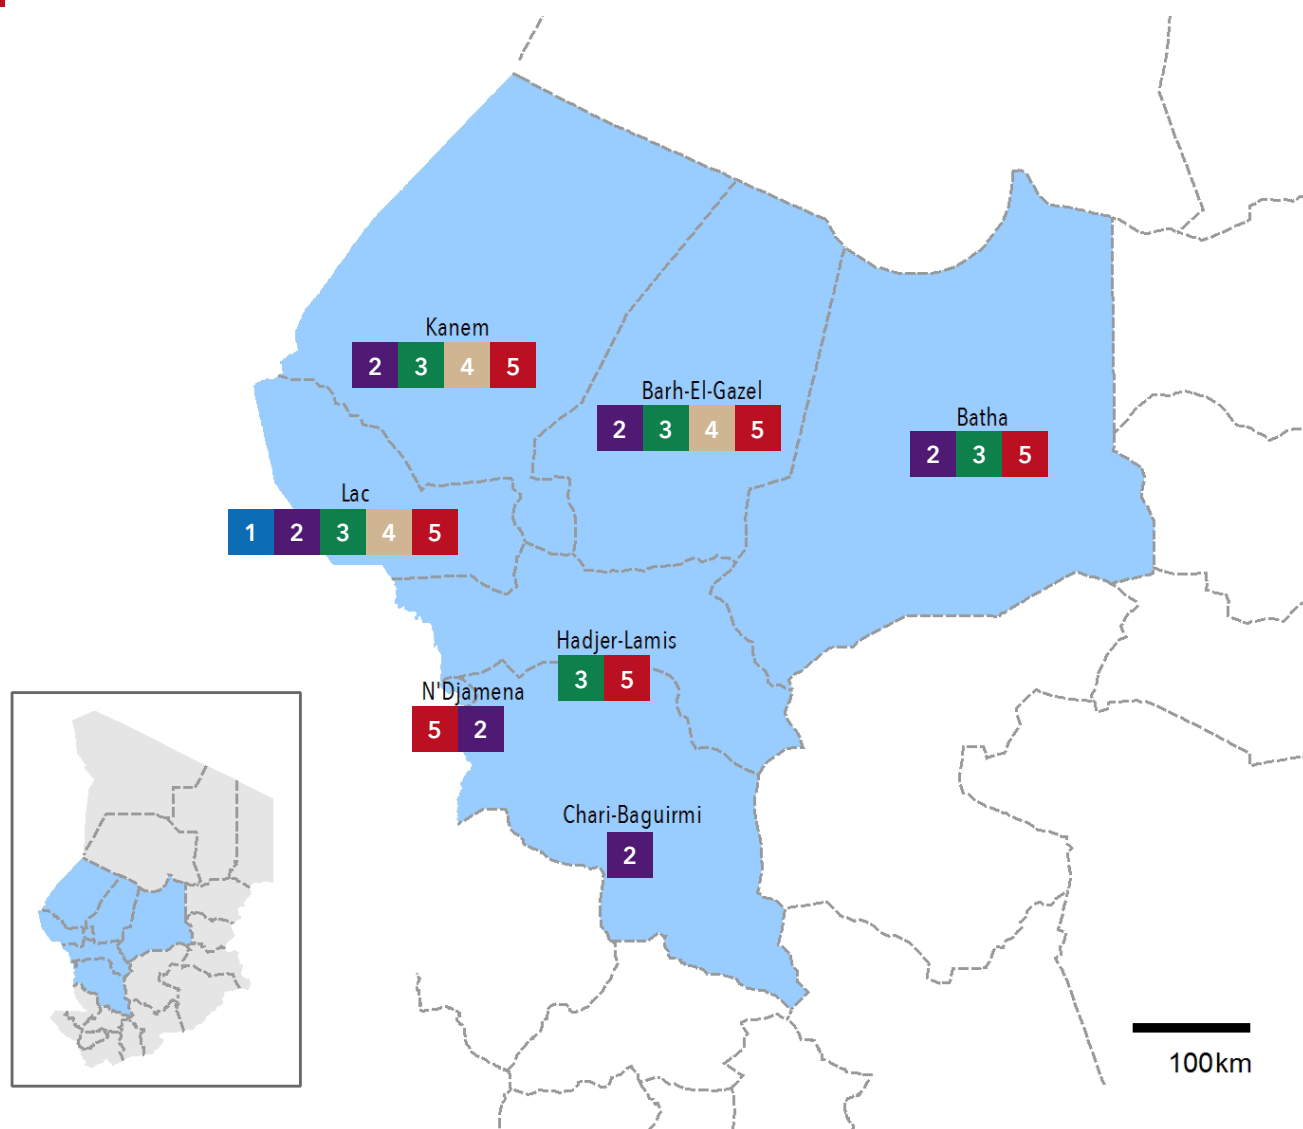 Kanem
2 3 4 5
Barh-El-Gazel
2 3 4 5
Batha
2 3 5
Lac
1 2 3 4 5
Hadjer-Lamis
3 5
N'Djamena
5 2
Chari-Baguirmi
2
100km